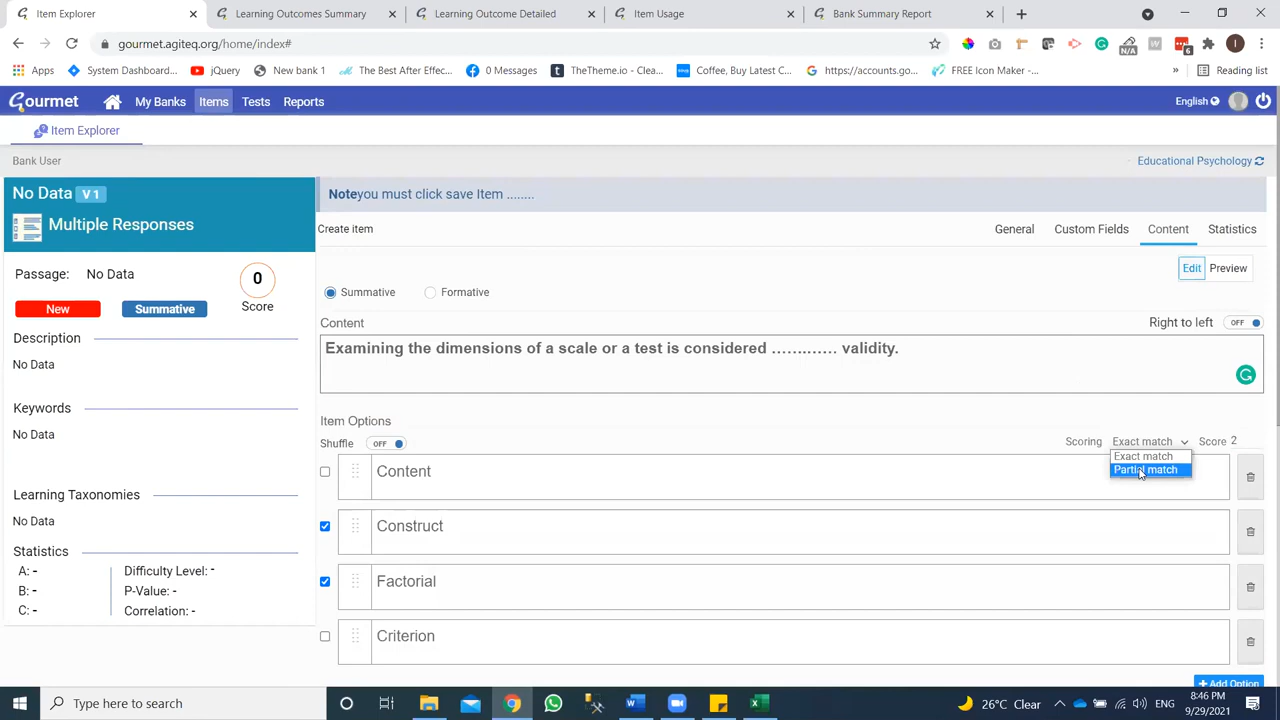 Item Explorer
Learning Outcomes Summary
Learning Outcome Detailed
Item Usage
Bank Summary Report
gourmet.agiteq.org/home/index#
N/A
6
I
Apps
System Dashboard...
jQuery
New bank 1
The Best After Effec...
0 Messages
TheTheme.io - Clea...
Coffee, Buy Latest C...
https://accounts.go...
FREE Icon Maker -...
»
Reading list
Gourmet
My Banks
Items
Tests
Reports
English
Item Explorer
Bank User
Educational Psychology
No Data V 1
Multiple Responses
Passage: No Data
0
Score
New
Summative
Description
No Data
Keywords
No Data
Learning Taxonomies
No Data
Statistics
A: -
B: -
C: -
Difficulty Level: -
P-Value: -
Correlation: -
Noteyou must click save Item ........
Create item
General
Custom Fields
Content
Statistics
Edit
Preview
Summative
Formative
Content
Right to left OFF
Examining the dimensions of a scale or a test is considered …….…… validity.
Item Options
Shuffle OFF
Scoring Exact match Score 2
Exact match
Partial match
Content
Construct
Factorial
Criterion
+ Add Option
Type here to search
26°C Clear
ENG
8:46 PM
9/29/2021